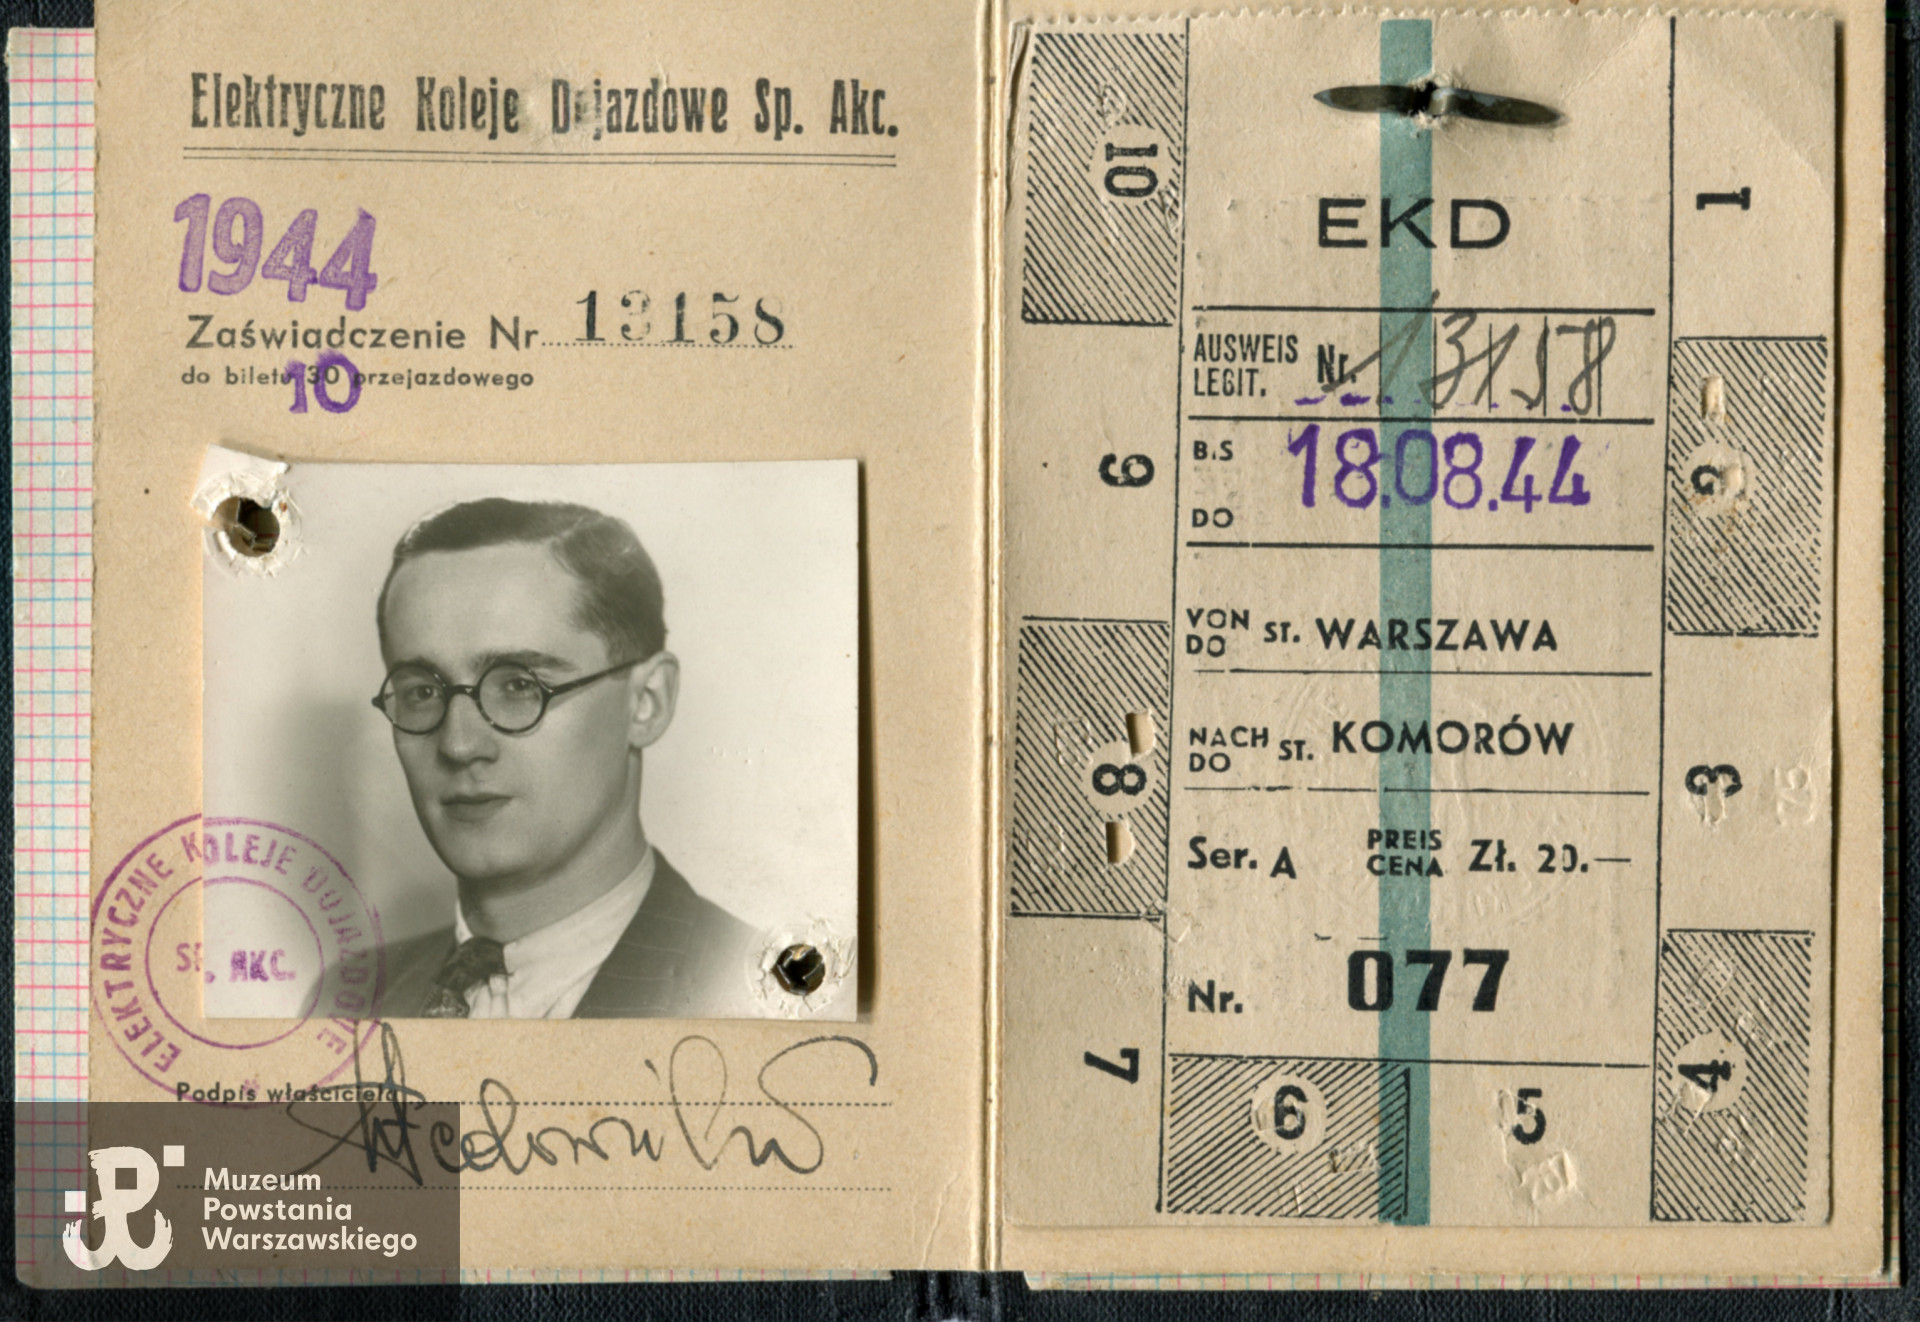 Elektryczne Koleje Dojazdowe Sp. Akc.
1944
Zaświadczenie Nr 13158
do biletu 30 przejazdowego
10
ELEKTRYCZNE KOLEJE DOJAZDOWE
SP. AKC.
Podpis właściciela
Muzeum
Powstania
Warszawskiego
EKD
AUSWEIS
LEGIT. Nr. 13158
BIS
DO
18.08.44
VON
DO ST. WARSZAWA
NACH
DO ST. KOMORÓW
Ser. A PREIS
CENA Zł. 20.—
Nr. 077
1
2
3
4
5
6
7
8
9
10